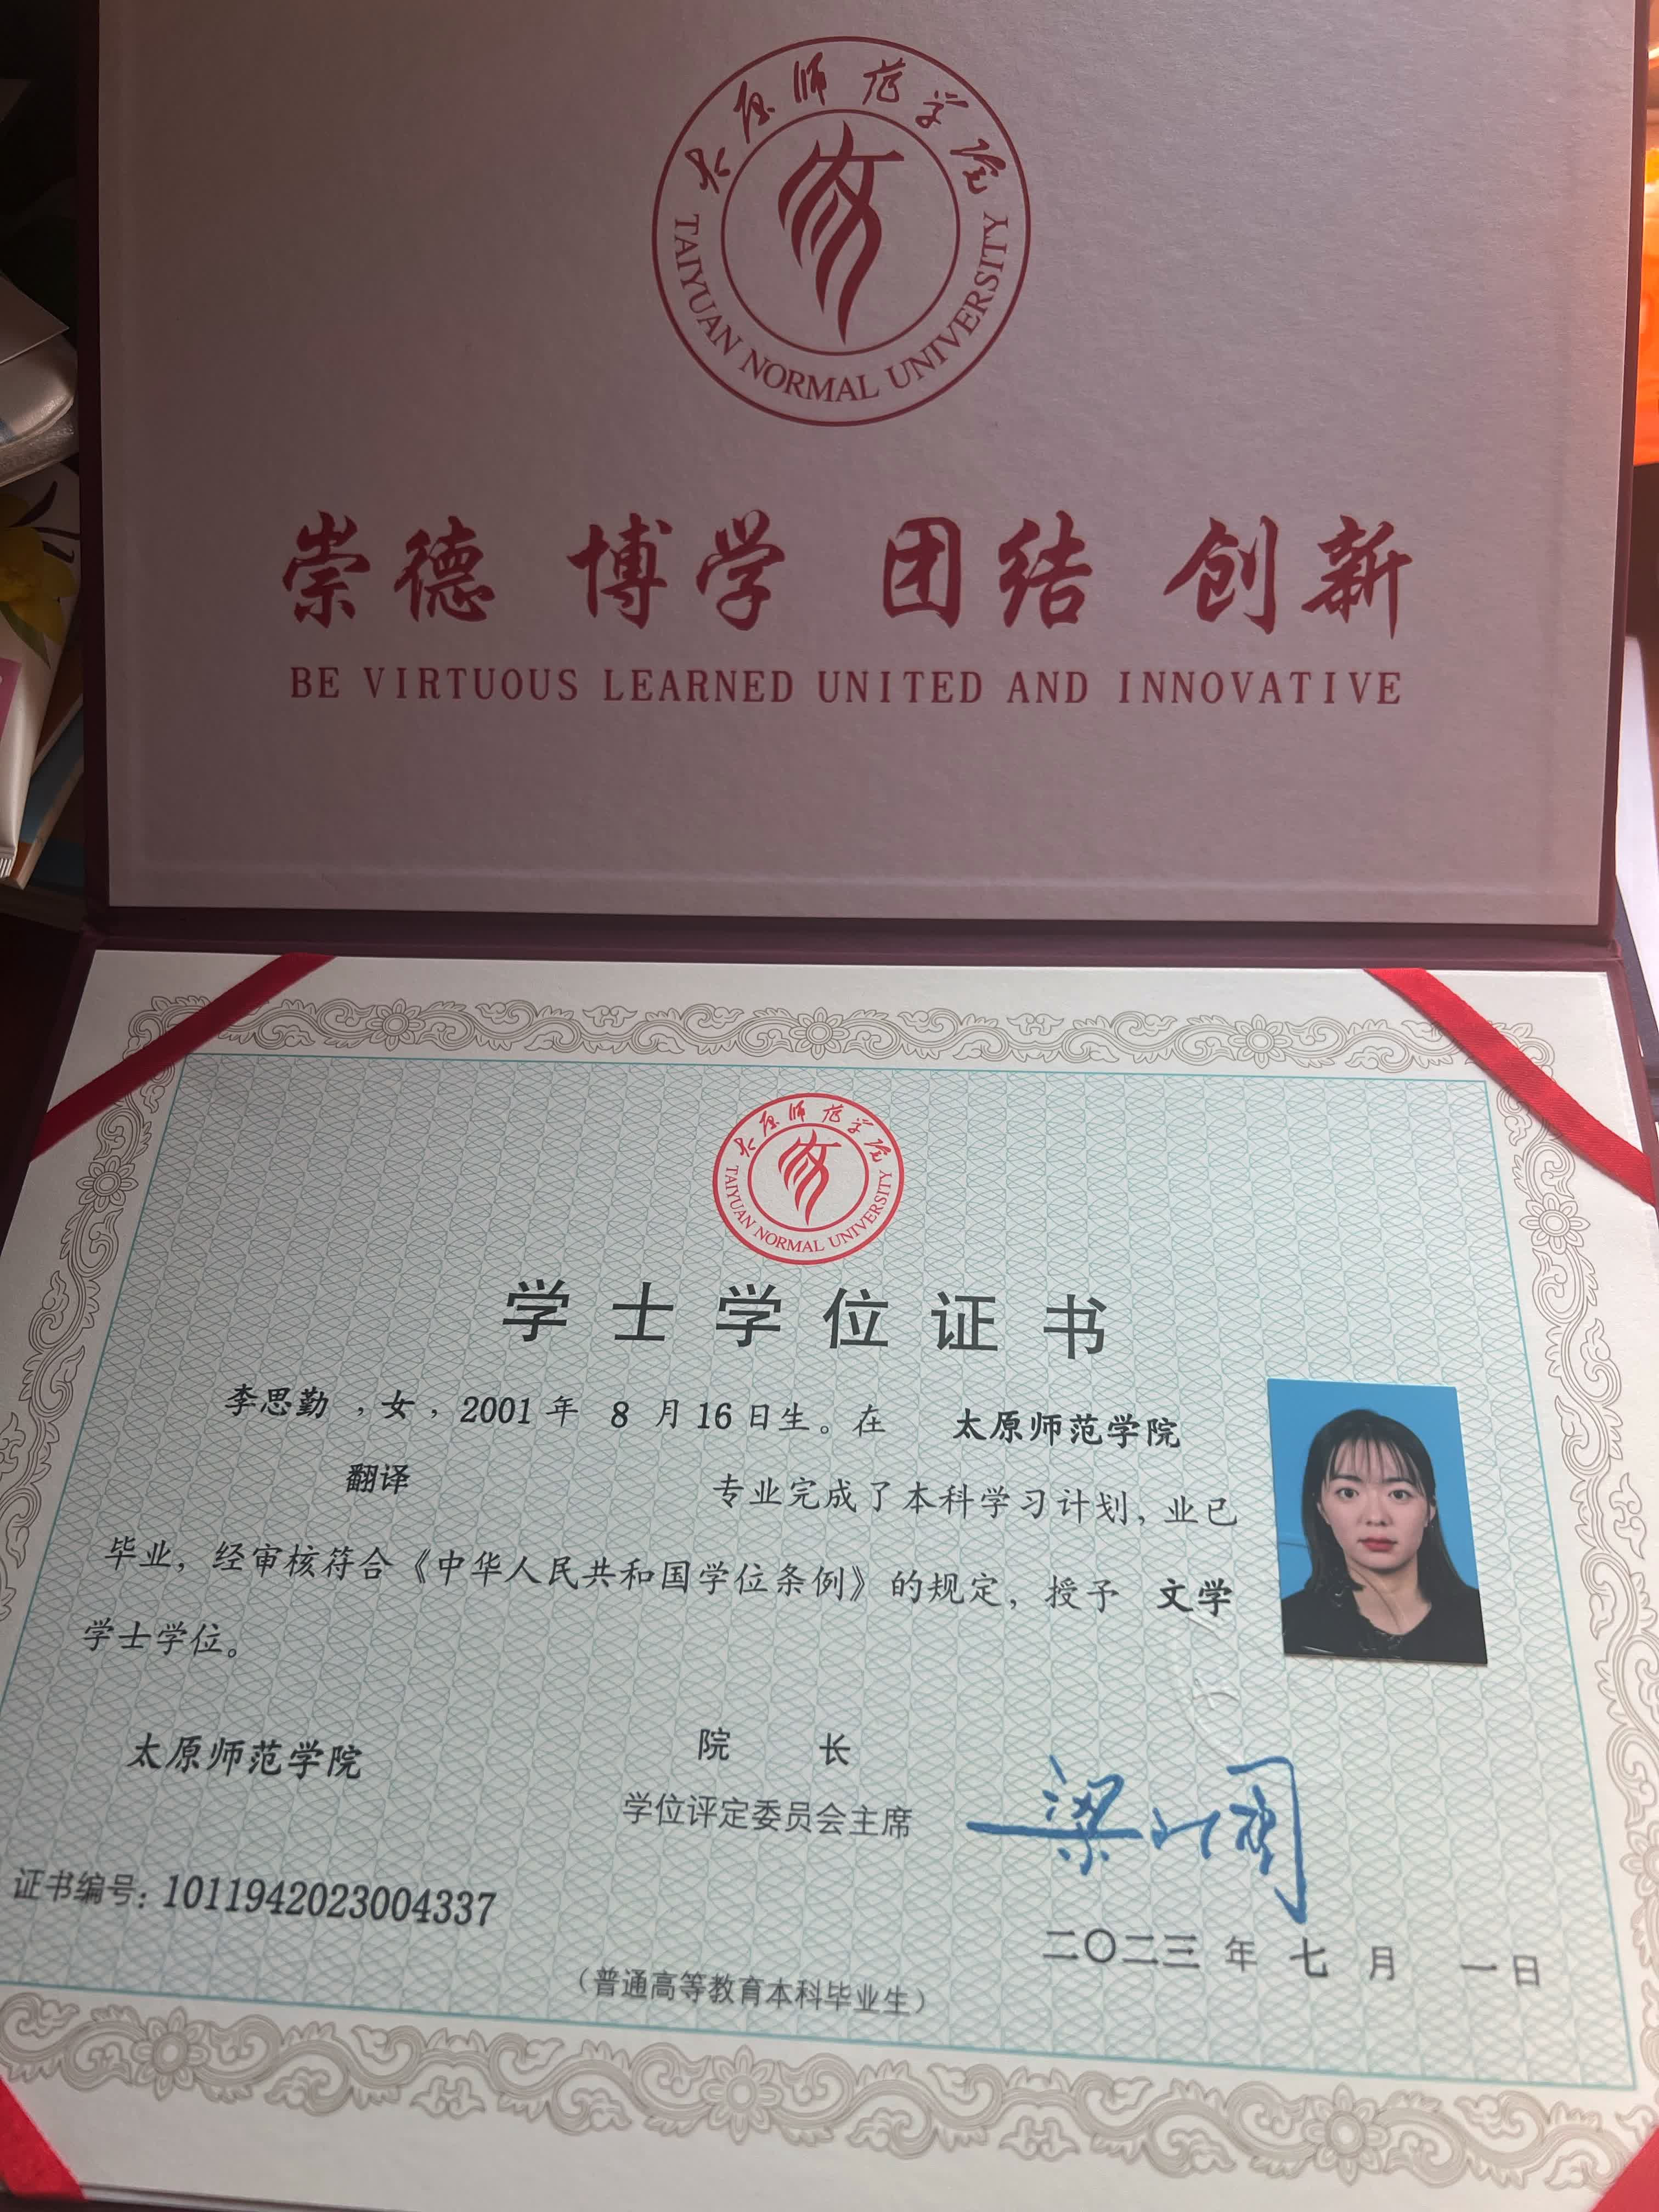 太原师范学院
TAIYUAN NORMAL UNIVERSITY
崇德 博学 团结 创新
BE VIRTUOUS LEARNED UNITED AND INNOVATIVE
太原师范学院
TAIYUAN NORMAL UNIVERSITY
学士学位证书
李思勤，女，2001年 8 月16日生。在 太原师范学院
翻译 专业完成了本科学习计划，业已
毕业，经审核符合《中华人民共和国学位条例》的规定，授予 文学
学士学位。
太原师范学院
院 长
学位评定委员会主席
证书编号：1011942023004337
二〇二三 年 七 月 一日
（普通高等教育本科毕业生）